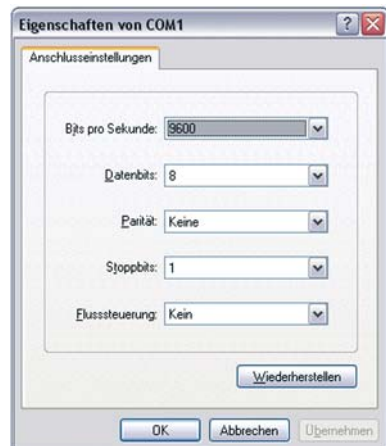 Eigenschaften von COM1
Anschlusseinstellungen
Bits pro Sekunde: 9600
Datenbits: 8
Parität: Keine
Stoppbits: 1
Flusssteuerung: Kein
Wiederherstellen
OK Abbrechen Übernehmen